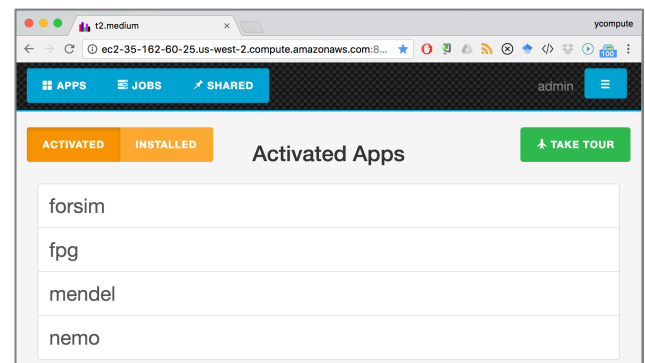 t2.medium
ycompute
ec2-35-162-60-25.us-west-2.compute.amazonaws.com:8...
100
APPS JOBS SHARED
admin
ACTIVATED INSTALLED
Activated Apps
TAKE TOUR
forsim
fpg
mendel
nemo